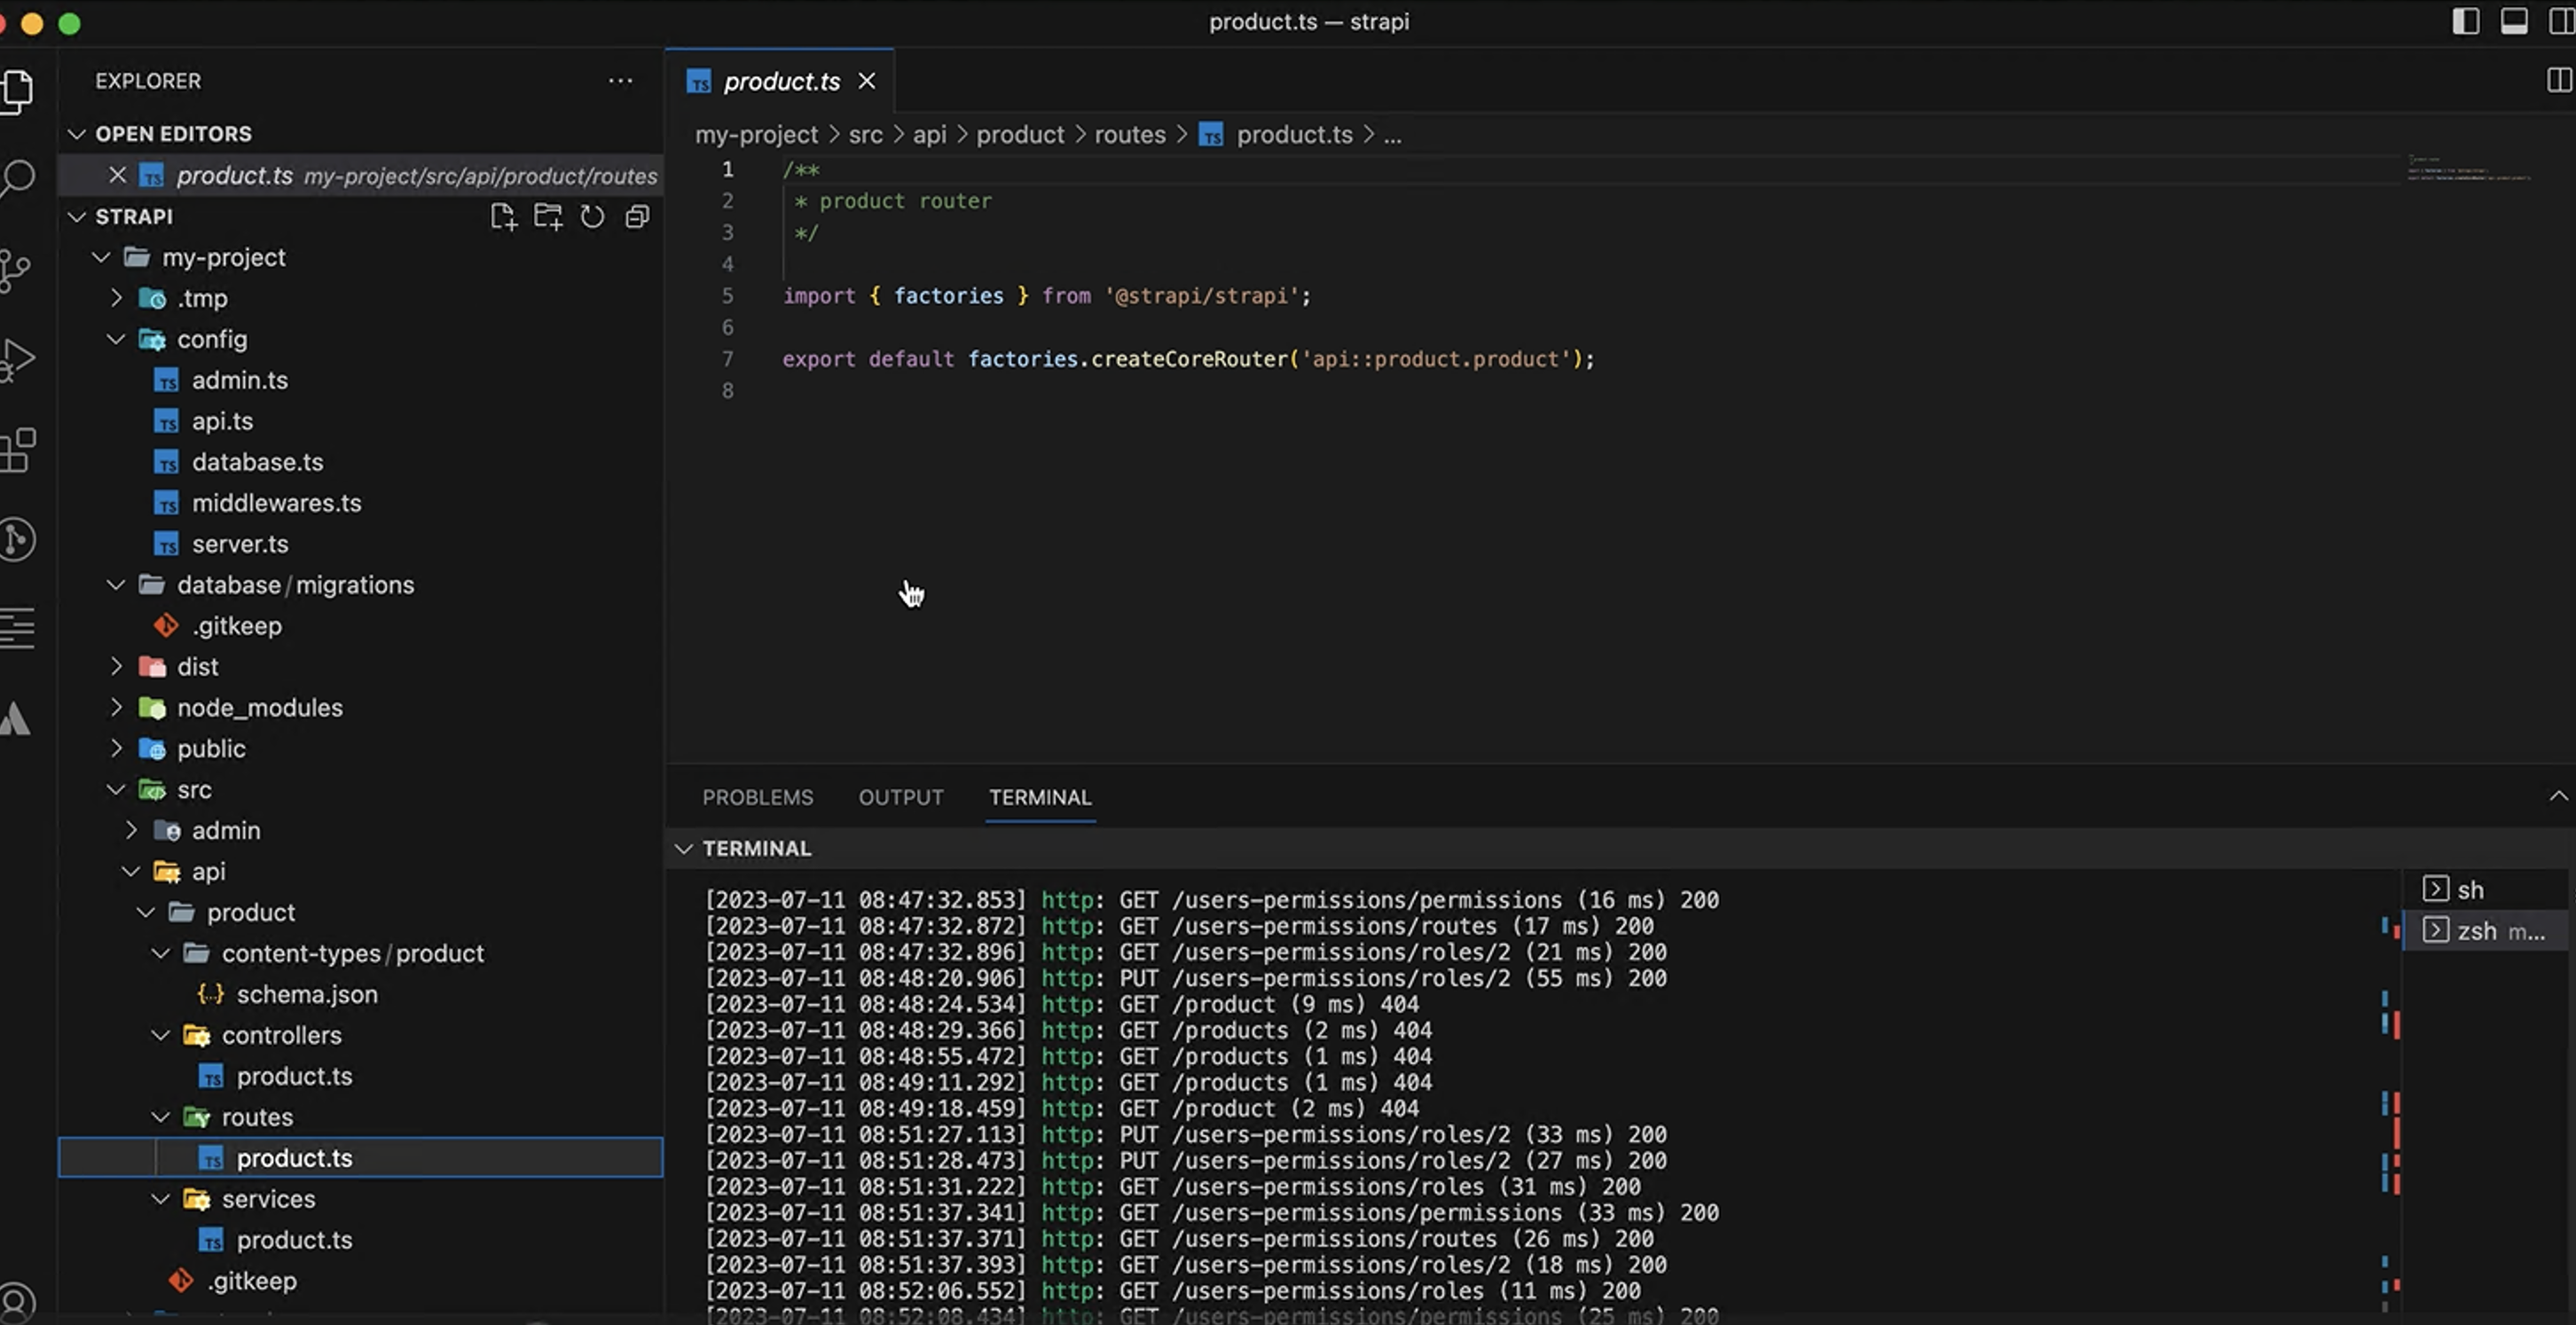 product.ts — strapi
EXPLORER
OPEN EDITORS
product.ts my-project/src/api/product/routes
STRAPI
my-project
.tmp
config
admin.ts
api.ts
database.ts
middlewares.ts
server.ts
database/migrations
.gitkeep
dist
node_modules
public
src
admin
api
product
content-types/product
schema.json
controllers
product.ts
routes
product.ts
services
product.ts
.gitkeep
product.ts
my-project > src > api > product > routes > TS product.ts > ...
1 /**
2 * product router
3 */
4
5 import { factories } from '@strapi/strapi';
6
7 export default factories.createCoreRouter('api::product.product');
8
PROBLEMS OUTPUT TERMINAL
TERMINAL
[2023-07-11 08:47:32.853] http: GET /users-permissions/permissions (16 ms) 200
[2023-07-11 08:47:32.872] http: GET /users-permissions/routes (17 ms) 200
[2023-07-11 08:47:32.896] http: GET /users-permissions/roles/2 (21 ms) 200
[2023-07-11 08:48:20.906] http: PUT /users-permissions/roles/2 (55 ms) 200
[2023-07-11 08:48:24.534] http: GET /product (9 ms) 404
[2023-07-11 08:48:29.366] http: GET /products (2 ms) 404
[2023-07-11 08:48:55.472] http: GET /products (1 ms) 404
[2023-07-11 08:49:11.292] http: GET /products (1 ms) 404
[2023-07-11 08:49:18.459] http: GET /product (2 ms) 404
[2023-07-11 08:51:27.113] http: PUT /users-permissions/roles/2 (33 ms) 200
[2023-07-11 08:51:28.473] http: PUT /users-permissions/roles/2 (27 ms) 200
[2023-07-11 08:51:31.222] http: GET /users-permissions/roles (31 ms) 200
[2023-07-11 08:51:37.341] http: GET /users-permissions/permissions (33 ms) 200
[2023-07-11 08:51:37.371] http: GET /users-permissions/routes (26 ms) 200
[2023-07-11 08:51:37.393] http: GET /users-permissions/roles/2 (18 ms) 200
[2023-07-11 08:52:06.552] http: GET /users-permissions/roles (11 ms) 200
[2023-07-11 08:52:08.434] http: GET /users-permissions/permissions (25 ms) 200
sh
zsh m...